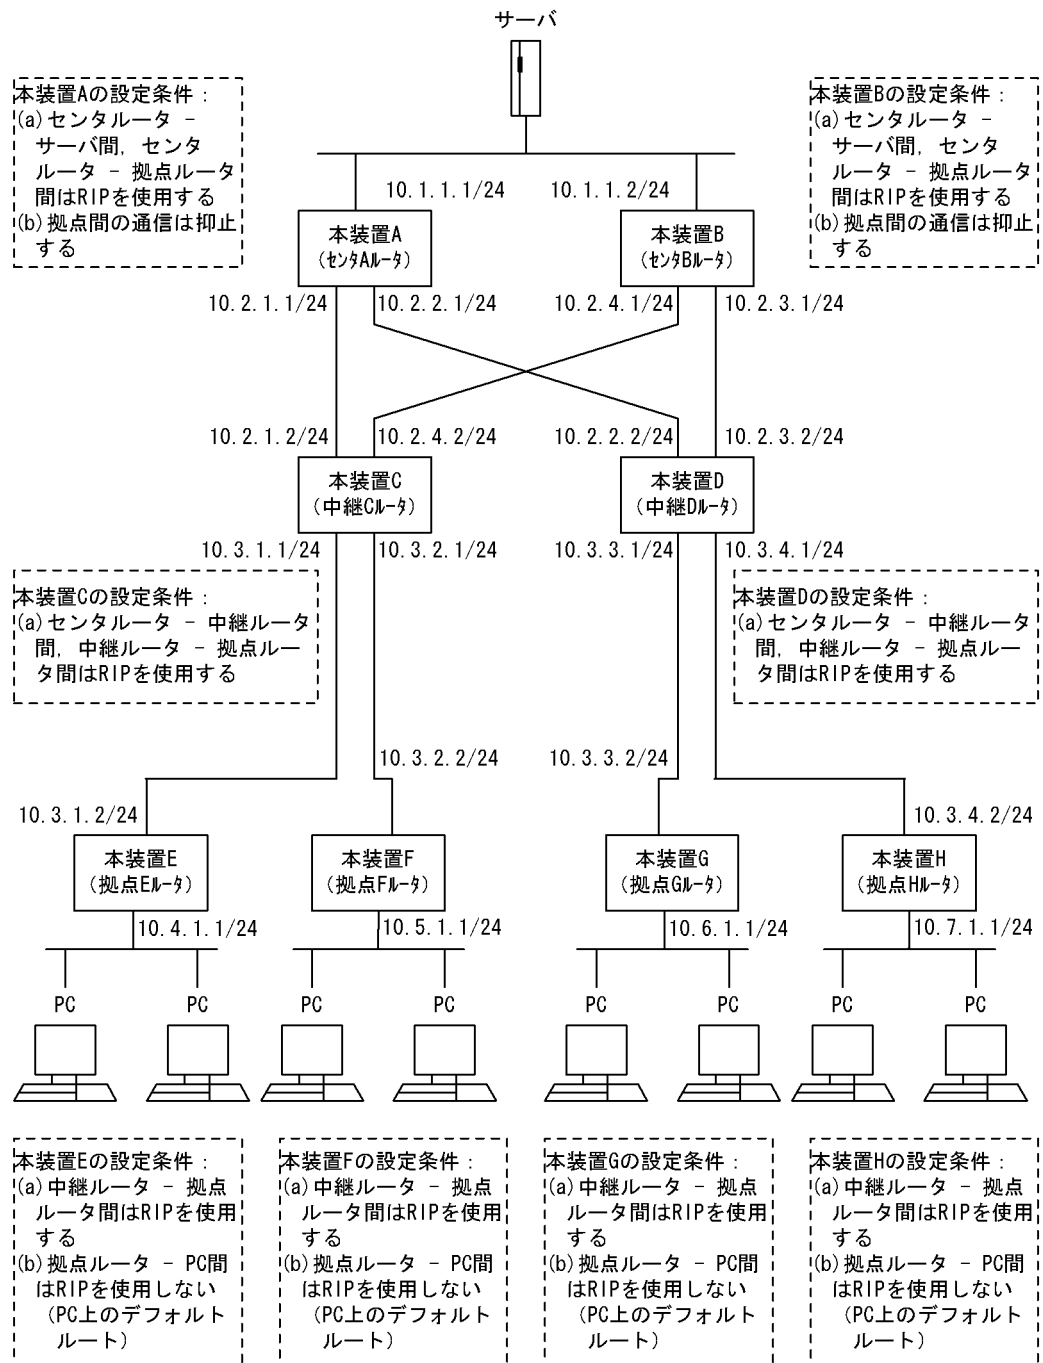 サーバ
本装置Aの設定条件：
(a)センタルータ －
サーバ間，センタ
ルータ － 拠点ルータ
間はRIPを使用する
(b)拠点間の通信は抑止
する
本装置Bの設定条件：
(a)センタルータ －
サーバ間，センタ
ルータ － 拠点ルータ
間はRIPを使用する
(b)拠点間の通信は抑止
する
10.1.1.1/24
10.1.1.2/24
本装置A
(ｾﾝﾀAﾙｰﾀ)
本装置B
(ｾﾝﾀBﾙｰﾀ)
10.2.1.1/24
10.2.2.1/24
10.2.4.1/24
10.2.3.1/24
10.2.1.2/24
10.2.4.2/24
10.2.2.2/24
10.2.3.2/24
本装置C
(中継Cﾙｰﾀ)
本装置D
(中継Dﾙｰﾀ)
10.3.1.1/24
10.3.2.1/24
10.3.3.1/24
10.3.4.1/24
本装置Cの設定条件：
(a)センタルータ － 中継ルータ
間，中継ルータ － 拠点ルー
タ間はRIPを使用する
本装置Dの設定条件：
(a)センタルータ － 中継ルータ
間，中継ルータ － 拠点ルー
タ間はRIPを使用する
10.3.1.2/24
10.3.2.2/24
10.3.3.2/24
10.3.4.2/24
本装置E
(拠点Eﾙｰﾀ)
本装置F
(拠点Fﾙｰﾀ)
本装置G
(拠点Gﾙｰﾀ)
本装置H
(拠点Hﾙｰﾀ)
10.4.1.1/24
10.5.1.1/24
10.6.1.1/24
10.7.1.1/24
PC
PC
PC
PC
PC
PC
PC
PC
本装置Eの設定条件：
(a)中継ルータ － 拠点
ルータ間はRIPを使用
する
(b)拠点ルータ － PC間
はRIPを使用しない
(PC上のデフォルト
ルート)
本装置Fの設定条件：
(a)中継ルータ － 拠点
ルータ間はRIPを使用
する
(b)拠点ルータ － PC間
はRIPを使用しない
(PC上のデフォルト
ルート)
本装置Gの設定条件：
(a)中継ルータ － 拠点
ルータ間はRIPを使用
する
(b)拠点ルータ － PC間
はRIPを使用しない
(PC上のデフォルト
ルート)
本装置Hの設定条件：
(a)中継ルータ － 拠点
ルータ間はRIPを使用
する
(b)拠点ルータ － PC間
はRIPを使用しない
(PC上のデフォルト
ルート)